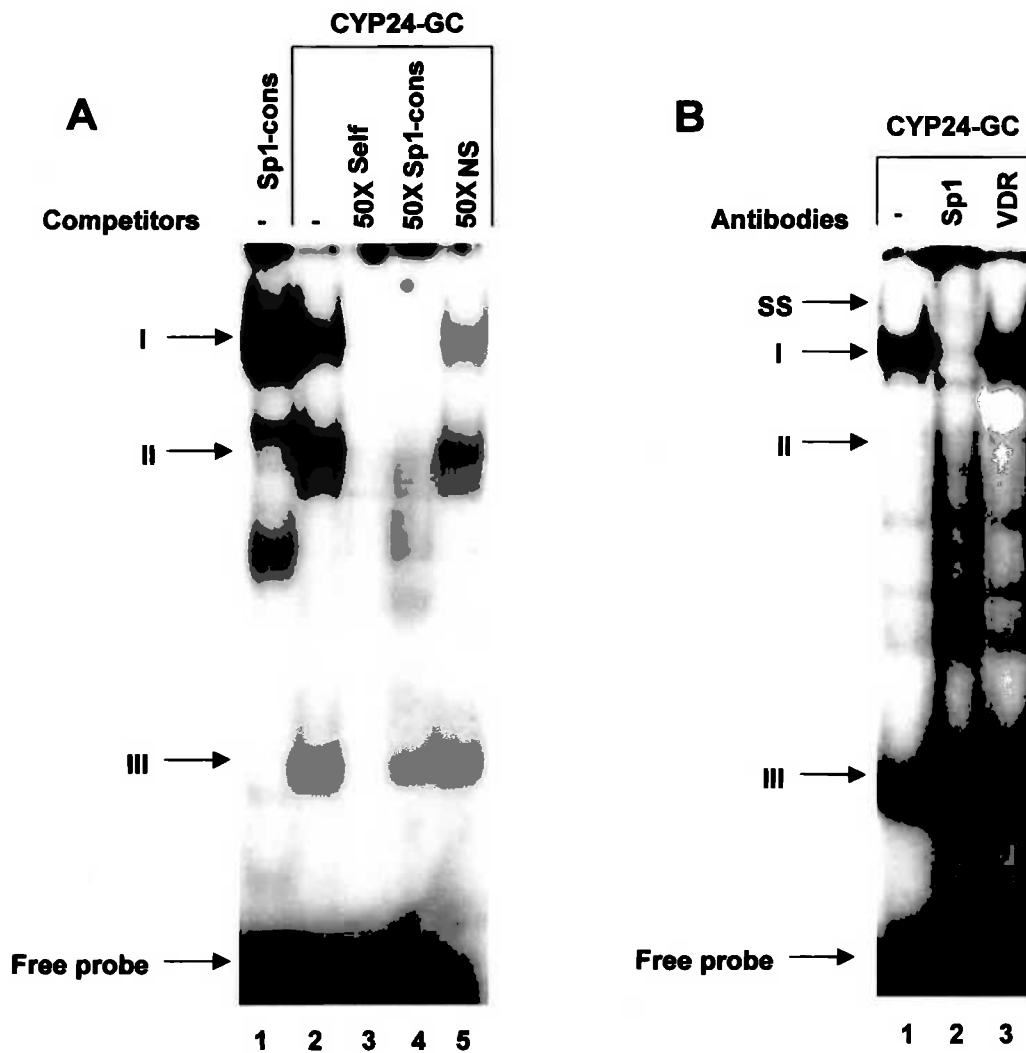 A
CYP24-GC
Competitors
-
Sp1-cons
-
50X Self
50X Sp1-cons
50X NS
I
II
III
Free probe
1 2 3 4 5
B
CYP24-GC
Antibodies
-
Sp1
VDR
SS
I
II
III
Free probe
1 2 3